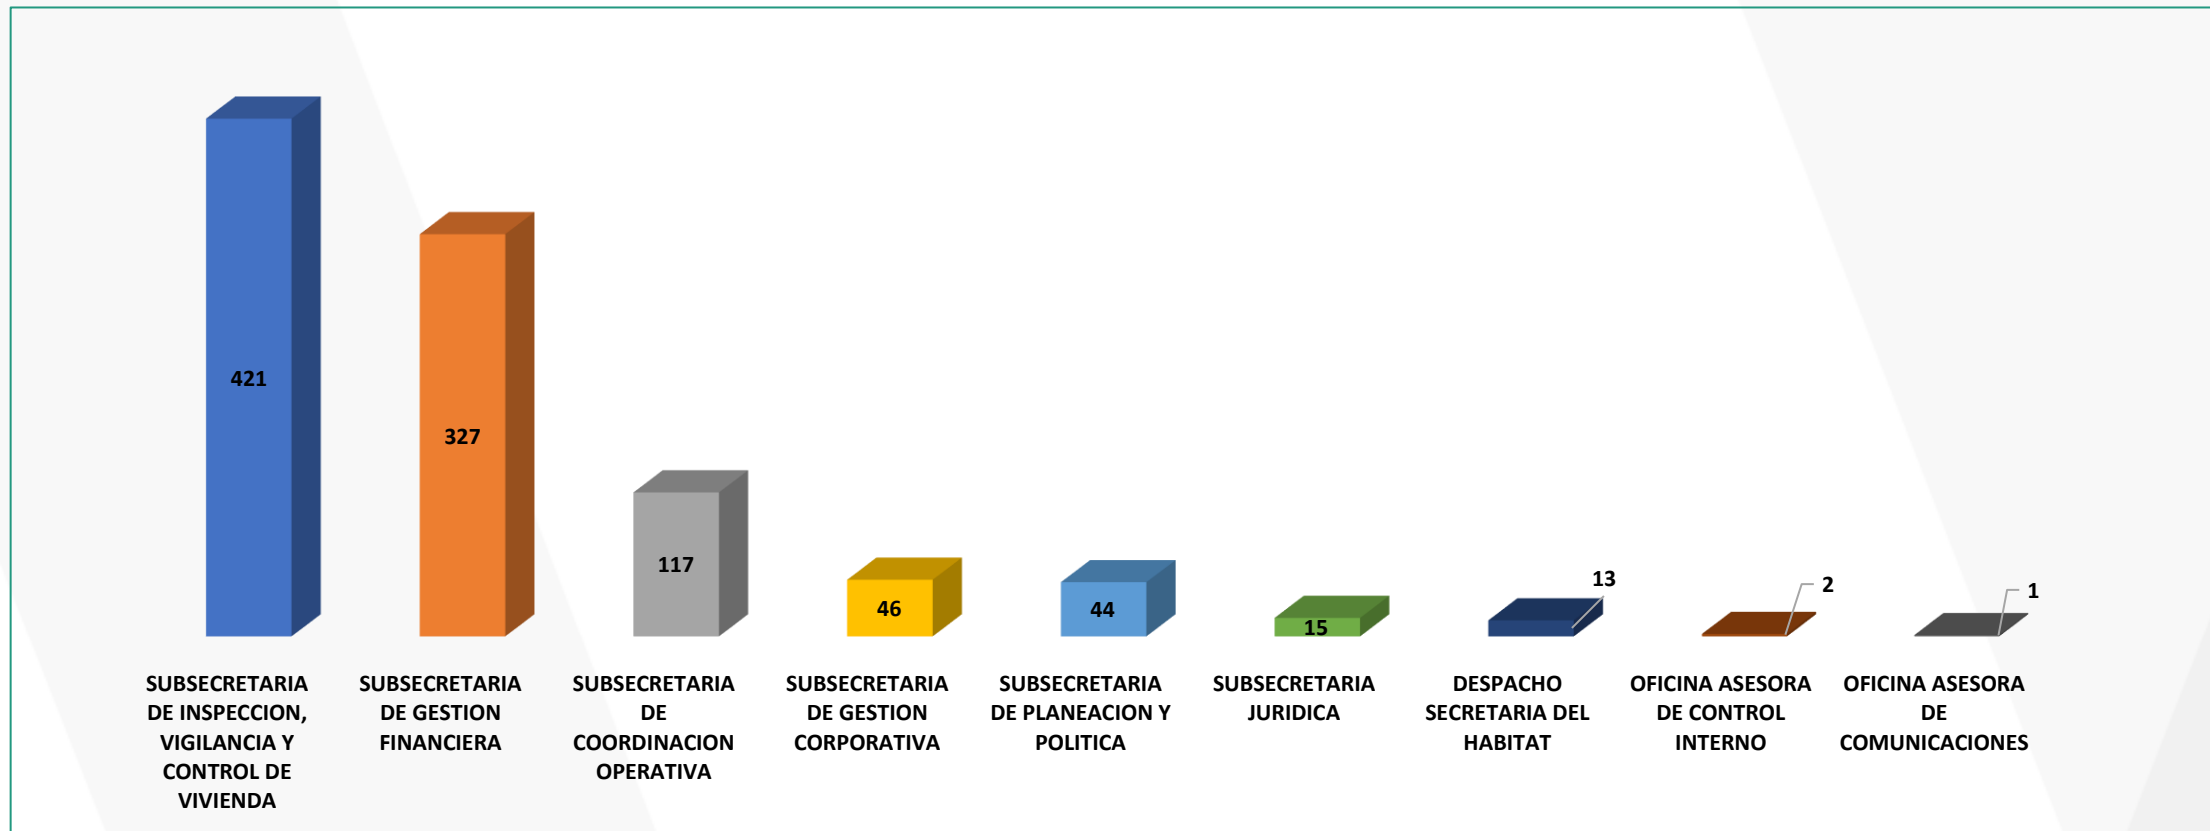 421
327
117
46
44
15
13
2
1
SUBSECRETARIA
DE INSPECCION,
VIGILANCIA Y
CONTROL DE
VIVIENDA
SUBSECRETARIA
DE GESTION
FINANCIERA
SUBSECRETARIA
DE
COORDINACION
OPERATIVA
SUBSECRETARIA
DE GESTION
CORPORATIVA
SUBSECRETARIA
DE PLANEACION Y
POLITICA
SUBSECRETARIA
JURIDICA
DESPACHO
SECRETARIA DEL
HABITAT
OFICINA ASESORA
DE CONTROL
INTERNO
OFICINA ASESORA
DE
COMUNICACIONES